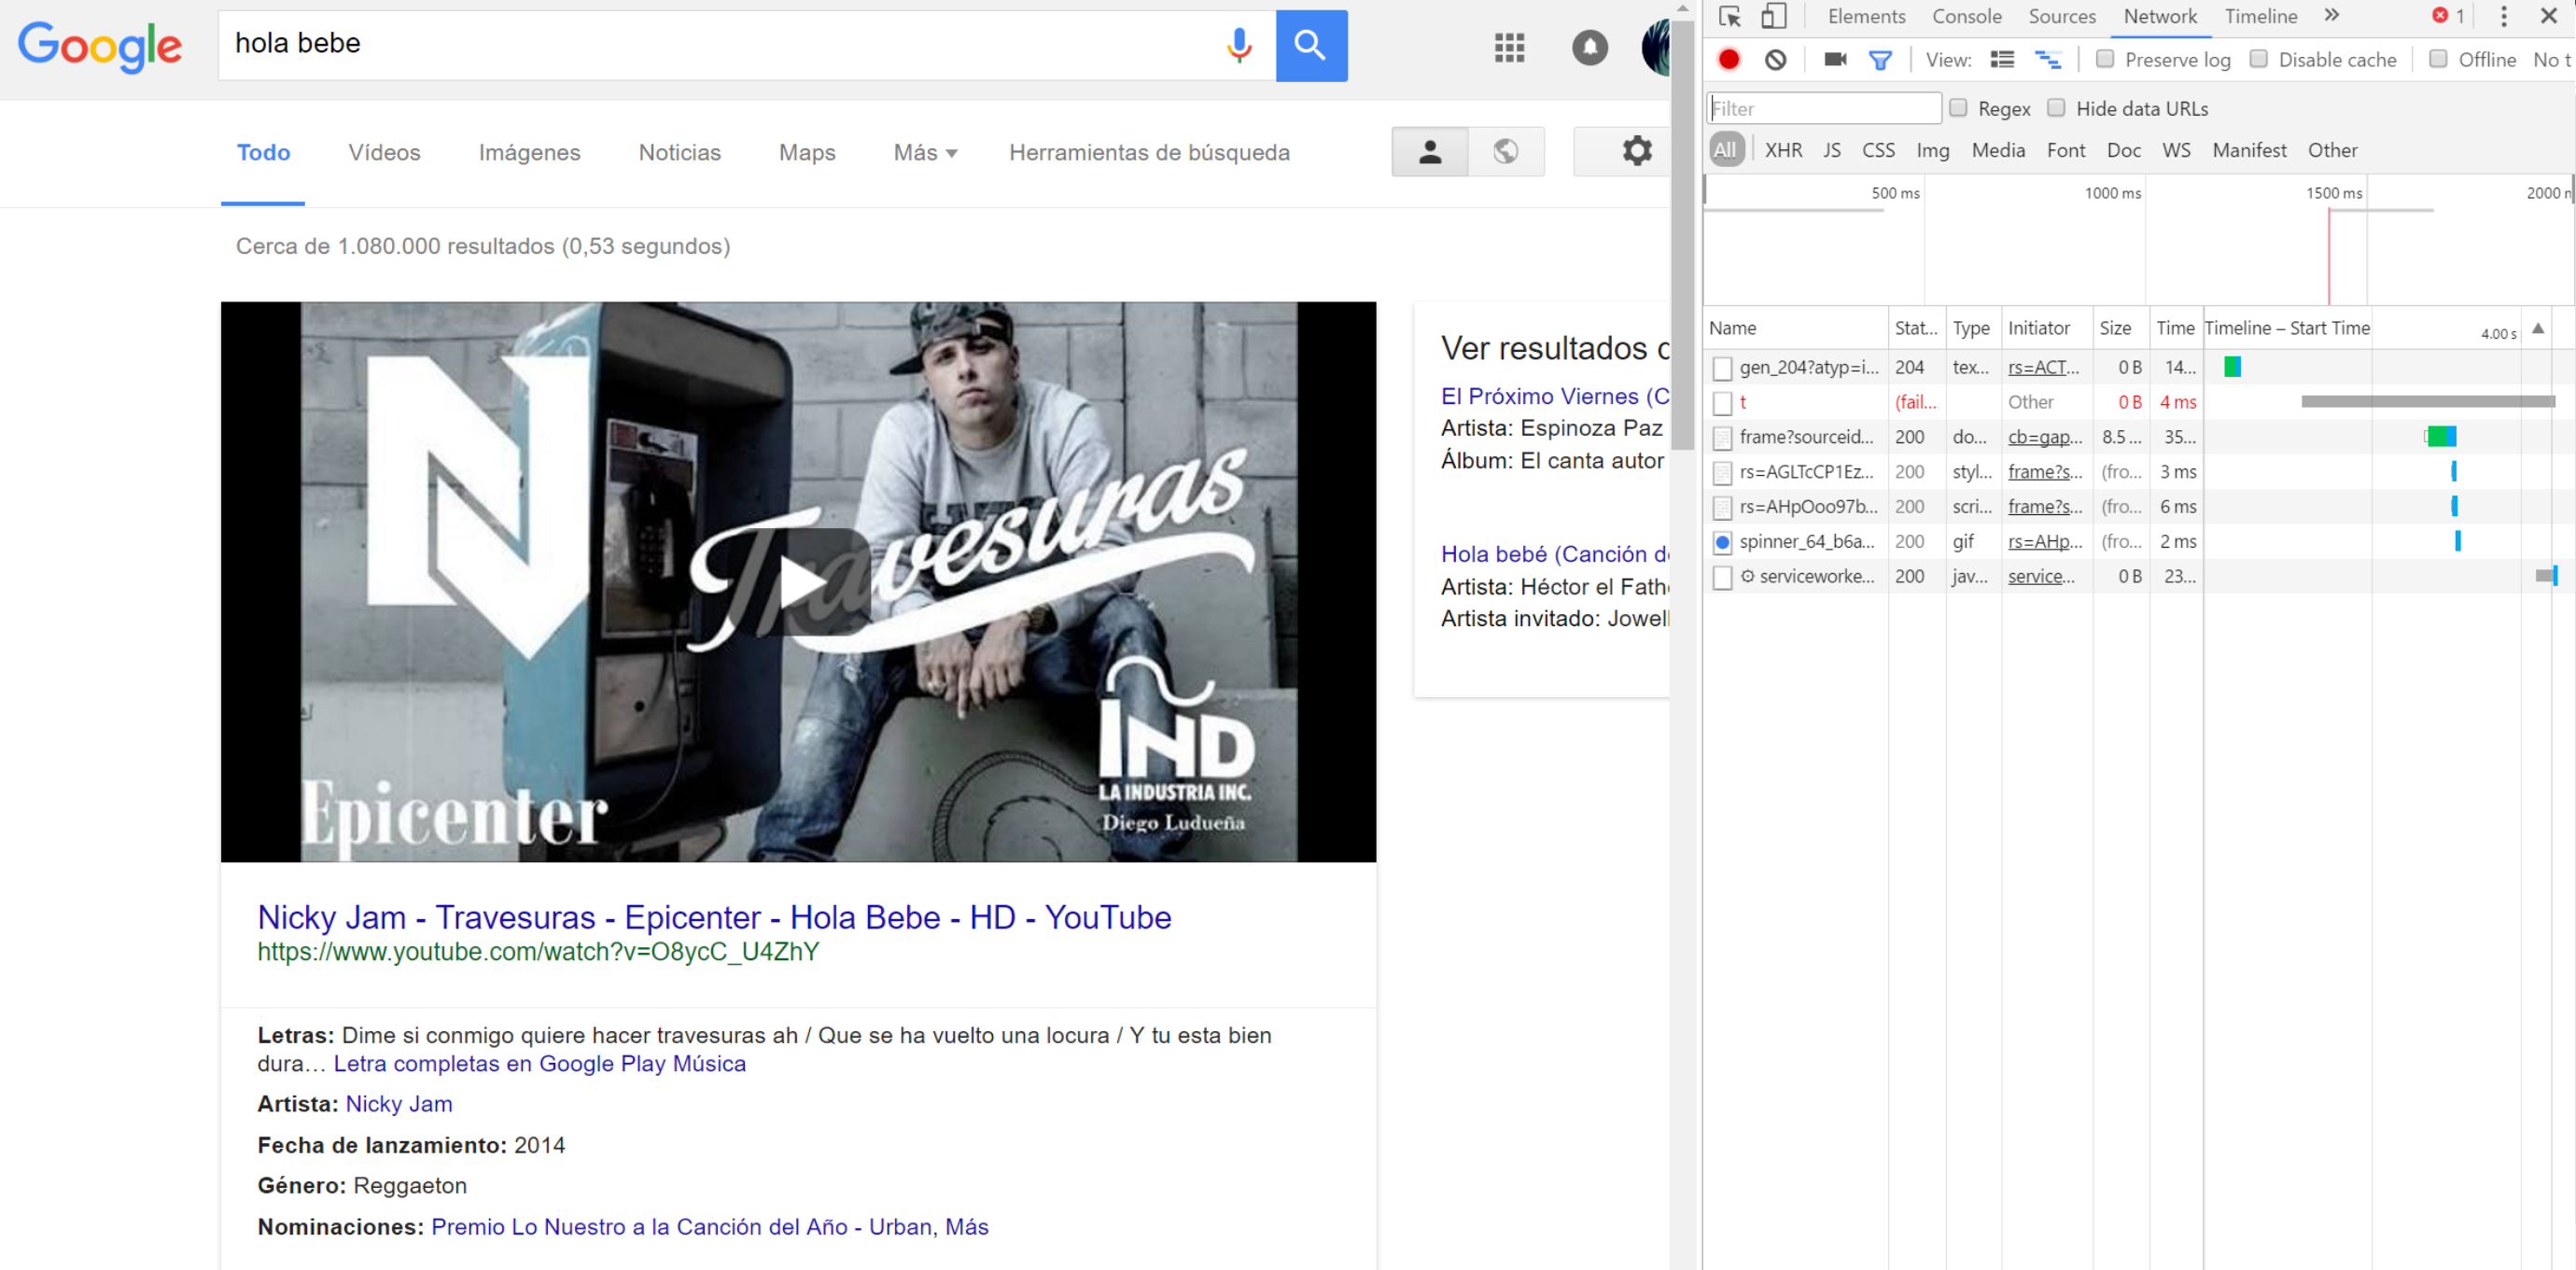 Google
hola bebe
Todo Vídeos Imágenes Noticias Maps Más Herramientas de búsqueda
Cerca de 1.080.000 resultados (0,53 segundos)
N
Travesuras
IND
LA INDUSTRIA INC.
Diego Ludueña
Epicenter
Nicky Jam - Travesuras - Epicenter - Hola Bebe - HD - YouTube
https://www.youtube.com/watch?v=O8ycC_U4ZhY
Letras: Dime si conmigo quiere hacer travesuras ah / Que se ha vuelto una locura / Y tu esta bien
dura… Letra completas en Google Play Música
Artista: Nicky Jam
Fecha de lanzamiento: 2014
Género: Reggaeton
Nominaciones: Premio Lo Nuestro a la Canción del Año - Urban, Más
Ver resultados
El Próximo Viernes (C
Artista: Espinoza Paz
Álbum: El canta autor
Hola bebé (Canción d
Artista: Héctor el Fath
Artista invitado: Jowell
Elements Console Sources Network Timeline » 1
View: Preserve log Disable cache Offline No t
Filter Regex Hide data URLs
All XHR JS CSS Img Media Font Doc WS Manifest Other
500 ms 1000 ms 1500 ms 2000 
Name Stat... Type Initiator Size Time Timeline – Start Time 4.00 s
gen_204?atyp=i... 204 tex... rs=ACT... 0 B 14...
t (fail... Other 0 B 4 ms
frame?sourceid... 200 do... cb=gap... 8.5 ... 35...
rs=AGLTcCP1Ez... 200 styl... frame?s... (fro... 3 ms
rs=AHpOoo97b... 200 scri... frame?s... (fro... 6 ms
spinner_64_b6a... 200 gif rs=AHp... (fro... 2 ms
serviceworke... 200 jav... service... 0 B 23...